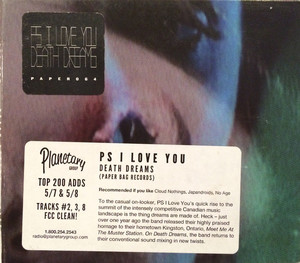 PS I LOVE YOU
DEATH DREAMS
PAPER064
Planetary
GROUP
TOP 200 ADDS
5/7 & 5/8
TRACKS #2, 3, 8
FCC CLEAN!
1.800.254.2543
radio@planetarygroup.com
PS I LOVE YOU
DEATH DREAMS
(PAPER BAG RECORDS)
Recommended if you like Cloud Nothings, Japandroids, No Age
To the casual on-looker, PS I Love You's quick rise to the
summit of the intensely competitive Canadian music
landscape is the thing dreams are made of. Heck – just
over one year ago the band released their highly praised
homage to their hometown Kingston, Ontario, Meet Me At
The Muster Station. On Death Dreams, the band returns to
their conventional sound mixing in new twists.